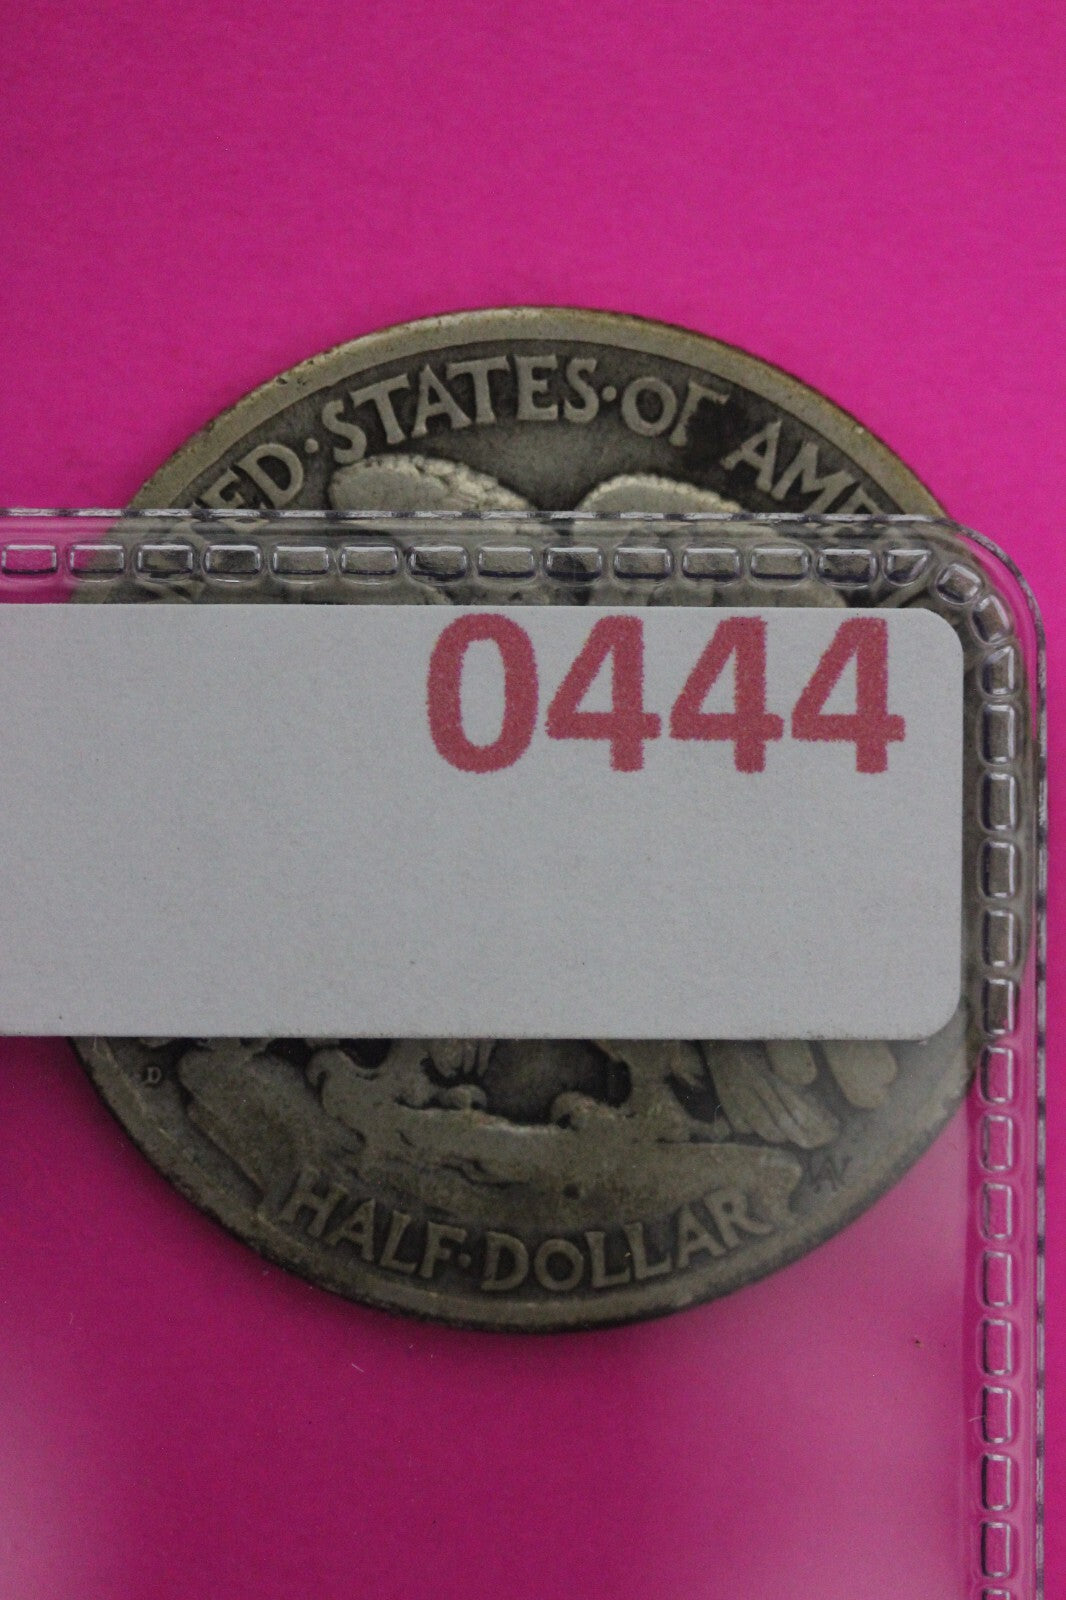 ED·STATES·OF AME
0444
D
HALF·DOLLAR